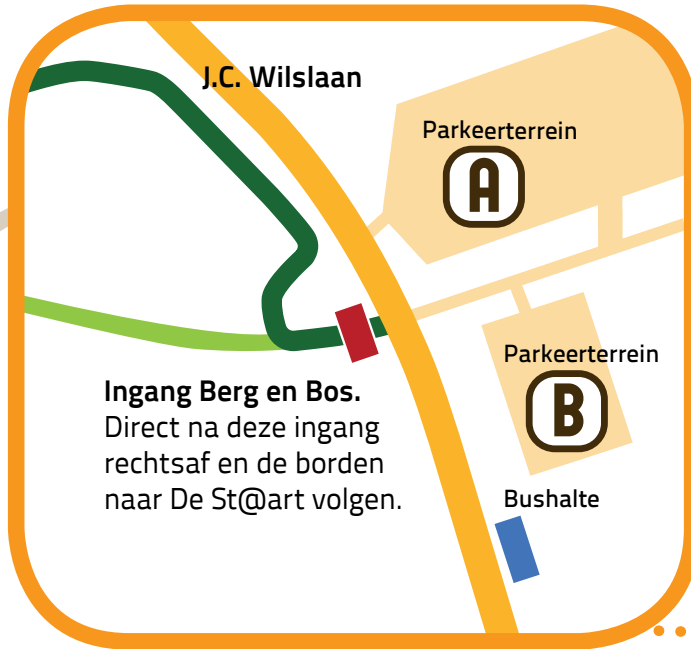 J.C. Wilslaan
Parkeerterrein
A
Parkeerterrein
B
Ingang Berg en Bos.
Direct na deze ingang
rechtsaf en de borden
naar De St@art volgen.
Bushalte